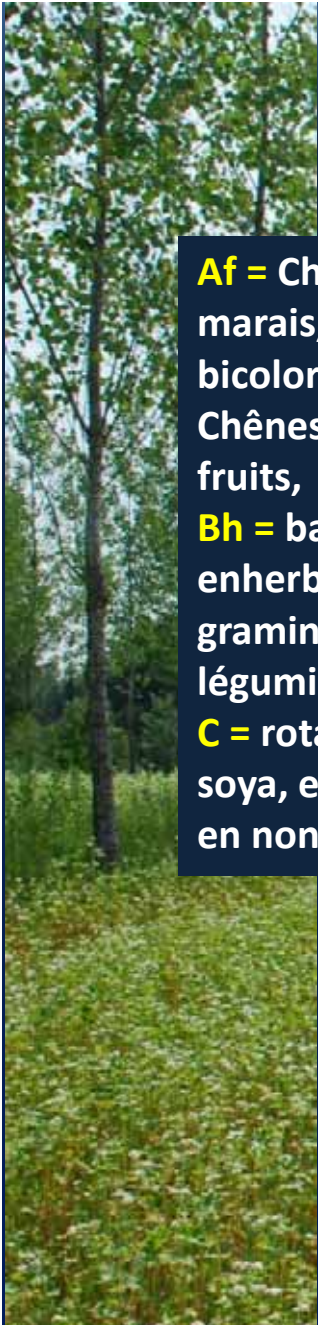 Af = Ch
marais,
bicolor
Chênes
fruits,
Bh = ba
enherb
gramin
légumi
C = rota
soya, e
en non